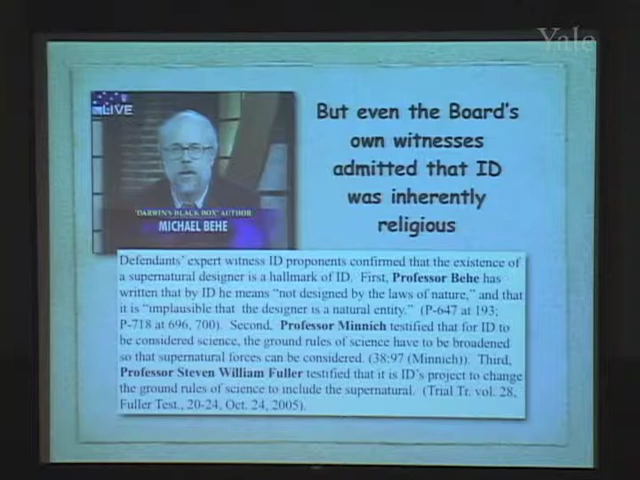 Yale
LIVE
"DARWIN'S BLACK BOX" AUTHOR
MICHAEL BEHE
But even the Board's
own witnesses
admitted that ID
was inherently
religious
Defendants' expert witness ID proponents confirmed that the existence of
a supernatural designer is a hallmark of ID. First, Professor Behe has
written that by ID he means "not designed by the laws of nature," and that
it is "implausible that the designer is a natural entity." (P-647 at 193;
P-718 at 696, 700). Second, Professor Minnich testified that for ID to
be considered science, the ground rules of science have to be broadened
so that supernatural forces can be considered. (38:97 (Minnich)). Third,
Professor Steven William Fuller testified that it is ID's project to change
the ground rules of science to include the supernatural. (Trial Tr. vol. 28,
Fuller Test., 20-24, Oct. 24, 2005).